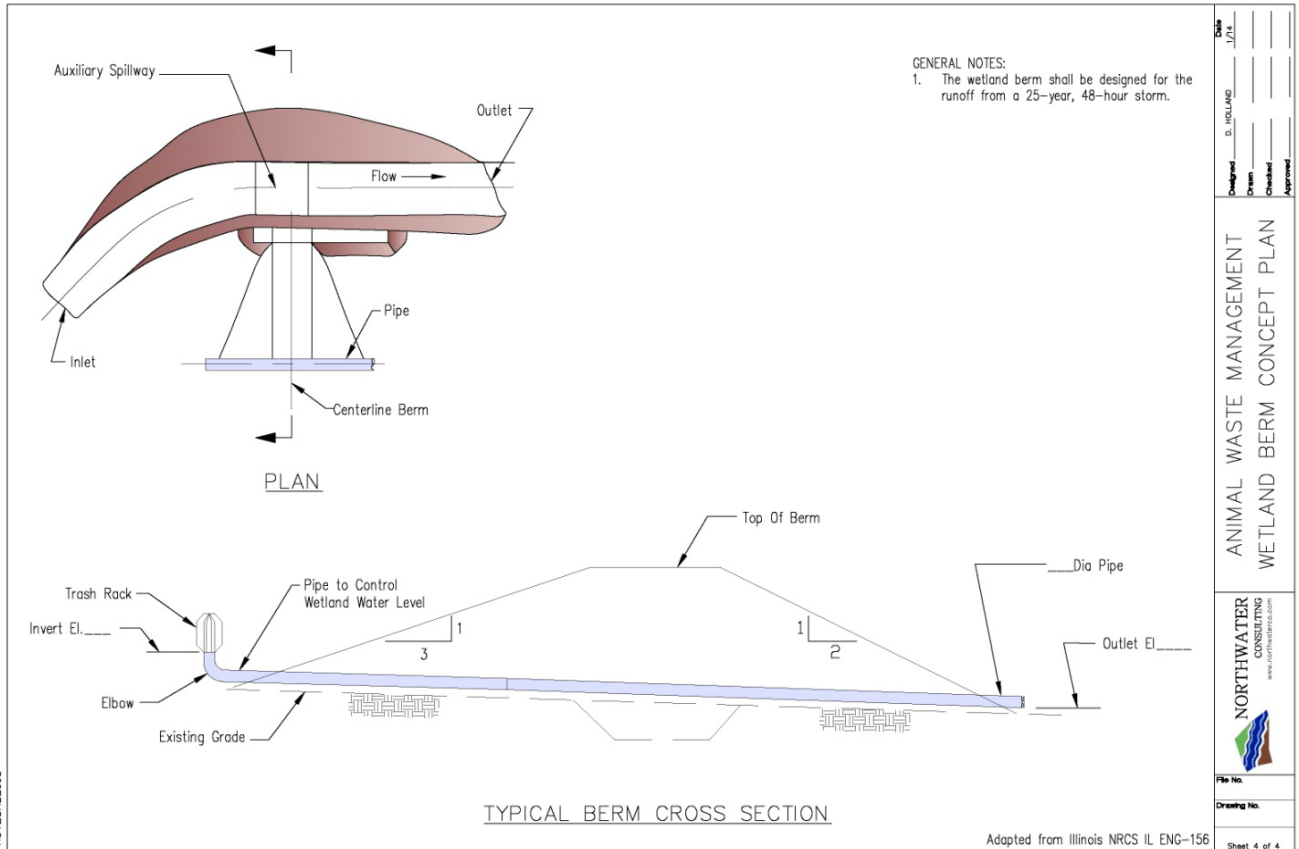 Auxiliary Spillway
Outlet
Flow
Pipe
Inlet
Centerline Berm
PLAN
GENERAL NOTES:
1. The wetland berm shall be designed for the
runoff from a 25-year, 48-hour storm.
Top Of Berm
___Dia Pipe
Trash Rack
Pipe to Control
Wetland Water Level
Invert El.___
1
3
1
2
Outlet El____
Elbow
Existing Grade
TYPICAL BERM CROSS SECTION
Adapted from Illinois NRCS IL ENG-156
Date
1/14
Designed D. HOLLAND
Drawn
Checked
Approved
ANIMAL WASTE MANAGEMENT
WETLAND BERM CONCEPT PLAN
NORTHWATER
CONSULTING
www.northwaterco.com
File No.
Drawing No.
Sheet 4 of 4